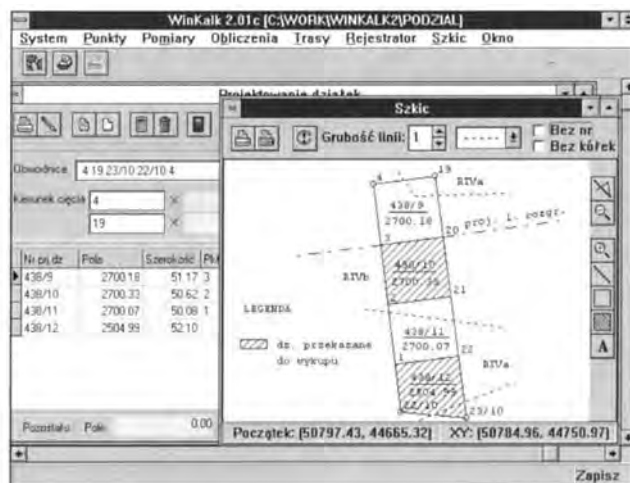 WinKalk 2.01c [C:\WORK\WINKALK2\PODZIAL]
System Punkty Pomiary Obliczenia Trasy Rejestrator Szkic Okno
Projektowanie działek
Obwodnica 4 19 23/10 22/10 4
Kierunek cięcia 4
19
Nr prj.dz Pole Szerokość Pkt
438/9 2700.18 51.17 3
438/10 2700.33 50.62 2
438/11 2700.07 50.08 1
438/12 2504.99 52.10
Pozostało Pole 0.00
Szkic
Grubość linii: 1
Bez nr
Bez kółek
4
19
RIVa
438/9
2700.18
3
20 proj. l. rozgr.
438/10
2700.33
RIVb
2
21
LEGENDA
438/11
2700.07
dz. przekazane
do wykupu
1
22
RIVa
438/12
2504.99
22/10
23/10
A
Początek: [50797.43, 44665.32] XY: [50784.96, 44750.97]
Zapisz